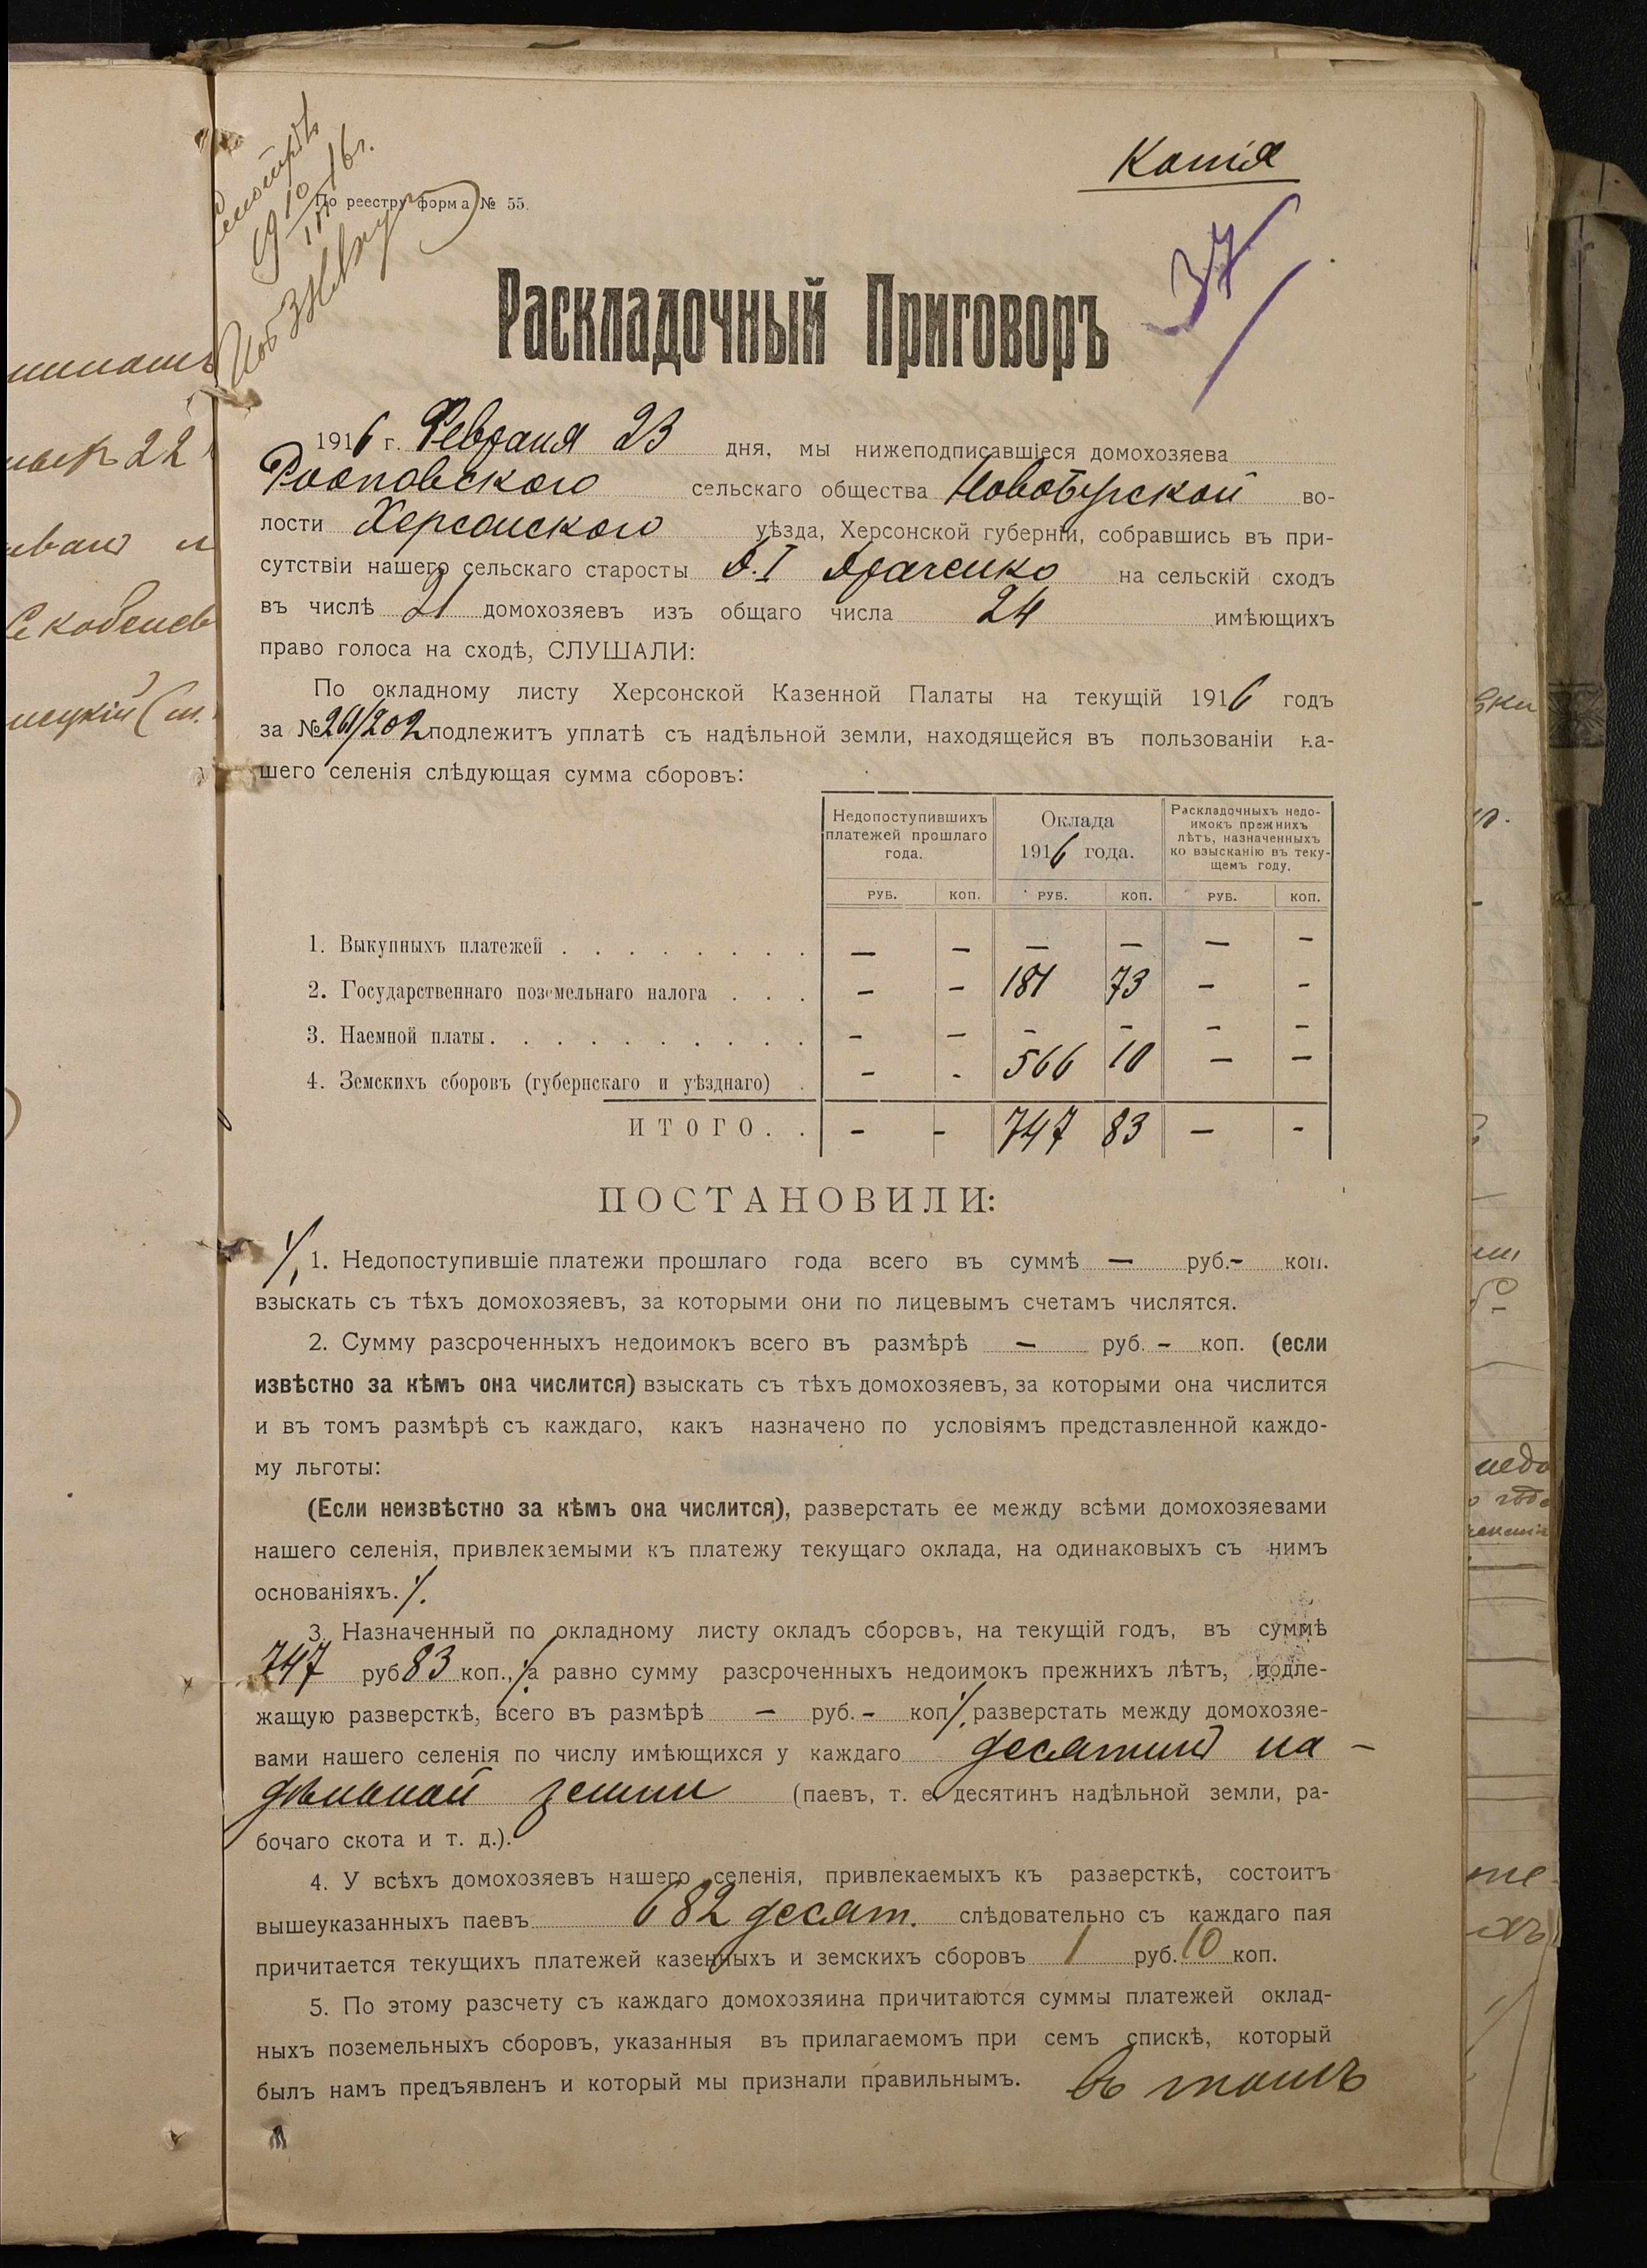 Копія
По реестру форма № 55.
37
Раскладочный Приговоръ
1916 г. Февраля 23 дня, мы нижеподписавшіеся домохозяева
сельскаго общества Новобугской во-
лости Херсонского уѣзда, Херсонской губерніи, собравшись въ при-
сутствіи нашего сельскаго старосты на сельскій сходъ
въ числѣ 21 домохозяевъ изъ общаго числа 24 имѣющихъ
право голоса на сходѣ, СЛУШАЛИ:
По окладному листу Херсонской Казенной Палаты на текущій 1916 годъ
за № подлежитъ уплатѣ съ надѣльной земли, находящейся въ пользованіи на-
шего селенія слѣдующая сумма сборовъ:
Недопоступившихъ платежей прошлаго года. Оклада 1916 года. Раскладочныхъ недо-
имокъ прежнихъ
лѣтъ, назначенныхъ
ко взысканію въ теку-
щемъ году.
РУБ. КОП. РУБ. КОП. РУБ. КОП.
1. Выкупныхъ платежей . . . . . . . . — — — — — —
2. Государственнаго поземельнаго налога . . . — — 181 73 — —
3. Наемной платы. . . . . . . . . . — — — — — —
4. Земскихъ сборовъ (губернскаго и уѣзднаго) . — — 566 10 — —
ИТОГО. . — — 747 83 — —
ПОСТАНОВИЛИ:
1. Недопоступившіе платежи прошлаго года всего въ суммѣ — руб. — коп.
взыскать съ тѣхъ домохозяевъ, за которыми они по лицевымъ счетамъ числятся.
2. Сумму разсроченныхъ недоимокъ всего въ размѣрѣ — руб. — коп. (если
извѣстно за кѣмъ она числится) взыскать съ тѣхъ домохозяевъ, за которыми она числится
и въ томъ размѣрѣ съ каждаго, какъ назначено по условіямъ представленной каждо-
му льготы:
(Если неизвѣстно за кѣмъ она числится), разверстать ее между всѣми домохозяевами
нашего селенія, привлекаемыми къ платежу текущаго оклада, на одинаковыхъ съ нимъ
основаніяхъ.
3. Назначенный по окладному листу окладъ сборовъ, на текущій годъ, въ суммѣ
747 руб 83 коп., а равно сумму разсроченныхъ недоимокъ прежнихъ лѣтъ, подле-
жащую разверсткѣ, всего въ размѣрѣ — руб. — коп. разверстать между домохозяе-
вами нашего селенія по числу имѣющихся у каждаго десятинъ на-
дѣльной земли (паевъ, т. е. десятинъ надѣльной земли, ра-
бочаго скота и т. д.).
4. У всѣхъ домохозяевъ нашего селенія, привлекаемыхъ къ разверсткѣ, состоитъ
вышеуказанныхъ паевъ 682 десят. слѣдовательно съ каждаго пая
причитается текущихъ платежей казенныхъ и земскихъ сборовъ 1 руб. 10 коп.
5. По этому разсчету съ каждаго домохозяина причитаются суммы платежей оклад-
ныхъ поземельныхъ сборовъ, указанныя въ прилагаемомъ при семъ спискѣ, который
былъ намъ предъявленъ и который мы признали правильнымъ. въ томъ